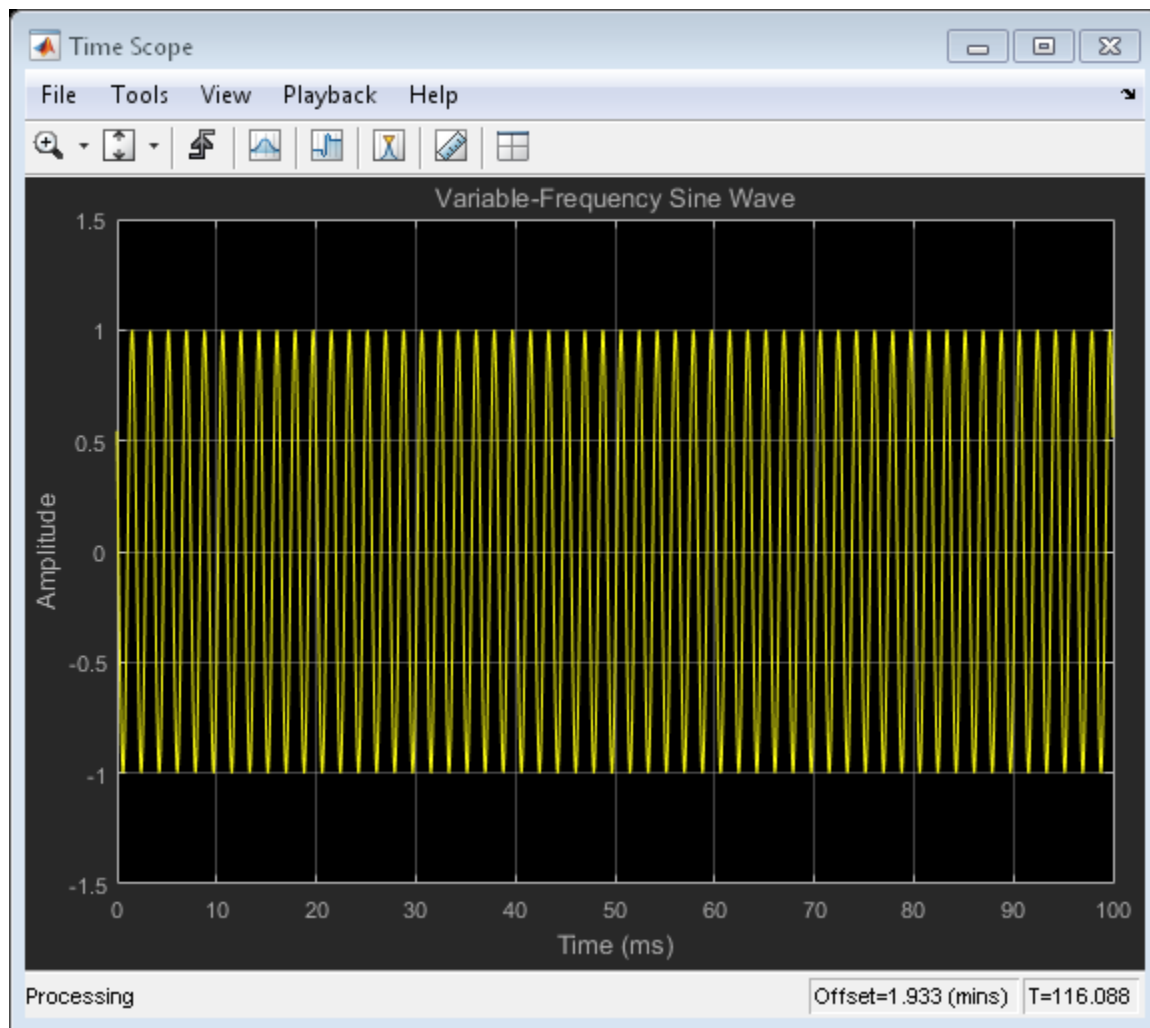 Time Scope
File Tools View Playback Help
Variable-Frequency Sine Wave
1.5
1
0.5
0
-0.5
-1
-1.5
Amplitude
0 10 20 30 40 50 60 70 80 90 100
Time (ms)
Processing Offset=1.933 (mins) T=116.088